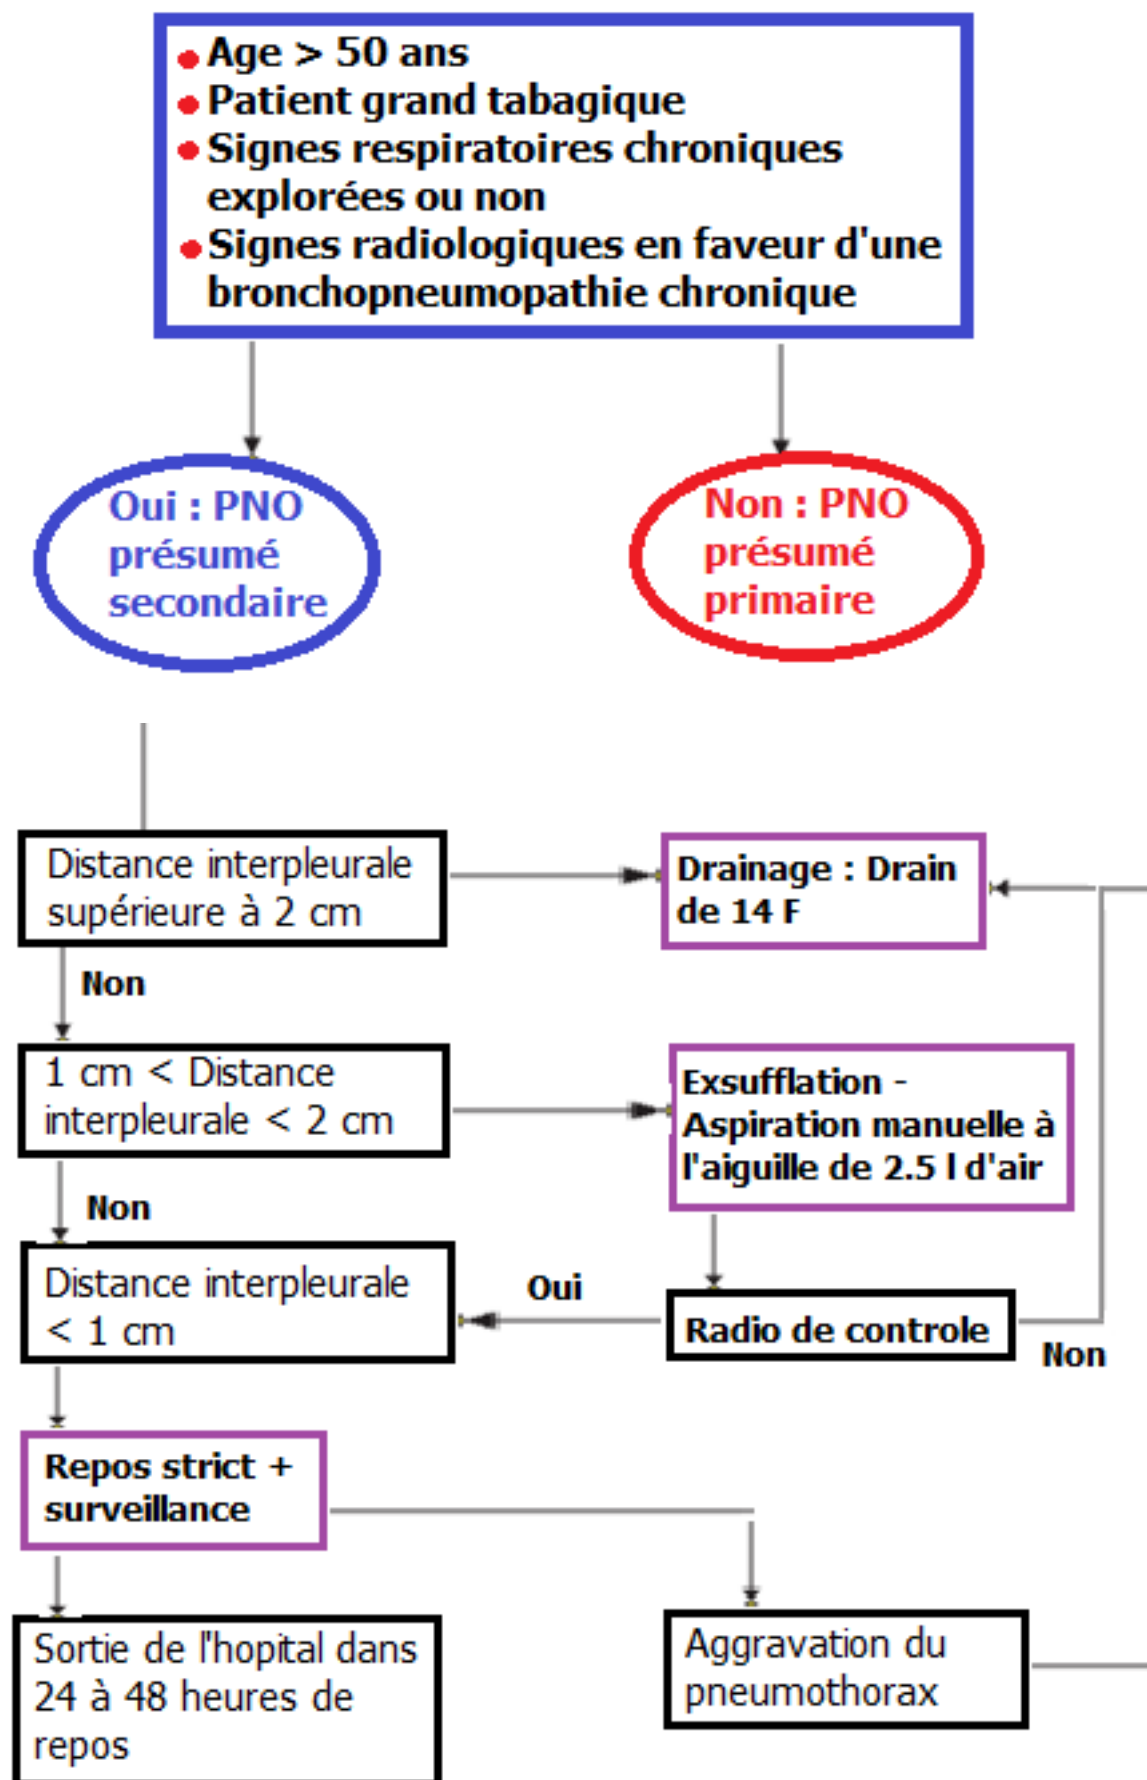 Age > 50 ans
Patient grand tabagique
Signes respiratoires chroniques
explorées ou non
Signes radiologiques en faveur d'une
bronchopneumopathie chronique
Oui : PNO
présumé
secondaire
Non : PNO
présumé
primaire
Distance interpleurale
supérieure à 2 cm
Drainage : Drain
de 14 F
Non
1 cm < Distance
interpleurale < 2 cm
Exsufflation -
Aspiration manuelle à
l'aiguille de 2.5 l d'air
Non
Distance interpleurale
< 1 cm
Oui
Radio de controle
Non
Repos strict +
surveillance
Sortie de l'hopital dans
24 à 48 heures de
repos
Aggravation du
pneumothorax